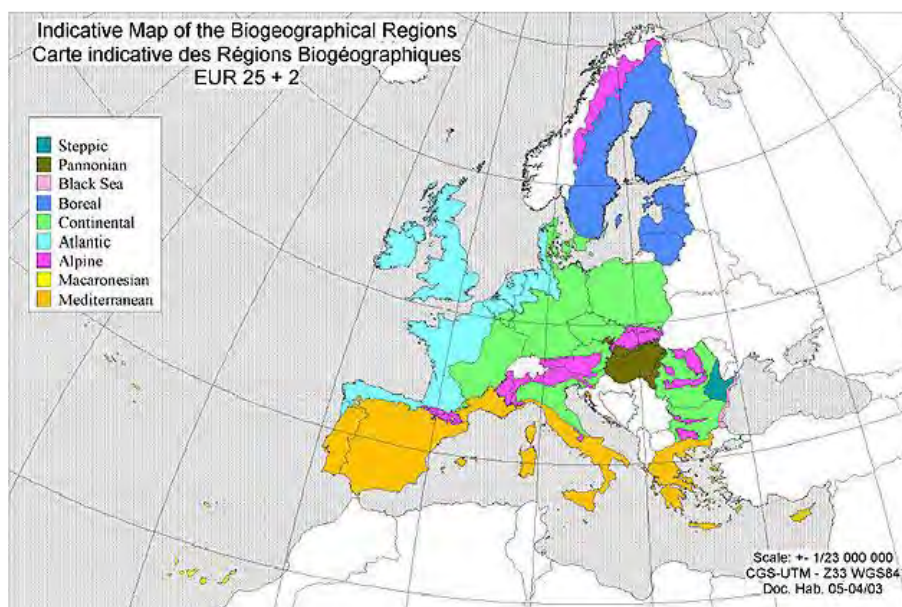 Indicative Map of the Biogeographical Regions
Carte indicative des Régions Biogéographiques
EUR 25 + 2
Steppic
Pannonian
Black Sea
Boreal
Continental
Atlantic
Alpine
Macaronesian
Mediterranean
Scale: +- 1/23 000 000
CGS-UTM - Z33 WGS84
Doc. Hab. 05-04/03